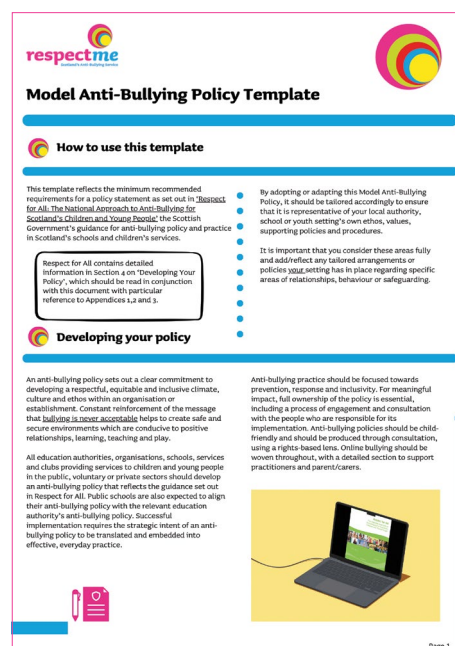 respectme
Scotland's Anti-Bullying Service
Model Anti-Bullying Policy Template
How to use this template
This template reflects the minimum recommended
requirements for a policy statement as set out in 'Respect
for All: The National Approach to Anti-Bullying for
Scotland's Children and Young People' the Scottish
Government's guidance for anti-bullying policy and practice
in Scotland's schools and children's services.
Respect for All contains detailed
information in Section 4 on 'Developing Your
Policy', which should be read in conjunction
with this document with particular
reference to Appendices 1,2 and 3.
By adopting or adapting this Model Anti-Bullying
Policy, it should be tailored accordingly to ensure
that it is representative of your local authority,
school or youth setting's own ethos, values,
supporting policies and procedures.
It is important that you consider these areas fully
and add/reflect any tailored arrangements or
policies your setting has in place regarding specific
areas of relationships, behaviour or safeguarding.
Developing your policy
An anti-bullying policy sets out a clear commitment to
developing a respectful, equitable and inclusive climate,
culture and ethos within an organisation or
establishment. Constant reinforcement of the message
that bullying is never acceptable helps to create safe and
secure environments which are conducive to positive
relationships, learning, teaching and play.
All education authorities, organisations, schools, services
and clubs providing services to children and young people
in the public, voluntary or private sectors should develop
an anti-bullying policy that reflects the guidance set out
in Respect for All. Public schools are also expected to align
their anti-bullying policy with the relevant education
authority's anti-bullying policy. Successful
implementation requires the strategic intent of an anti-
bullying policy to be translated and embedded into
effective, everyday practice.
Anti-bullying practice should be focused towards
prevention, response and inclusivity. For meaningful
impact, full ownership of the policy is essential,
including a process of engagement and consultation
with the people who are responsible for its
implementation. Anti-bullying policies should be child-
friendly and should be produced through consultation,
using a rights-based lens. Online bullying should be
woven throughout, with a detailed section to support
practitioners and parent/carers.
Page 1